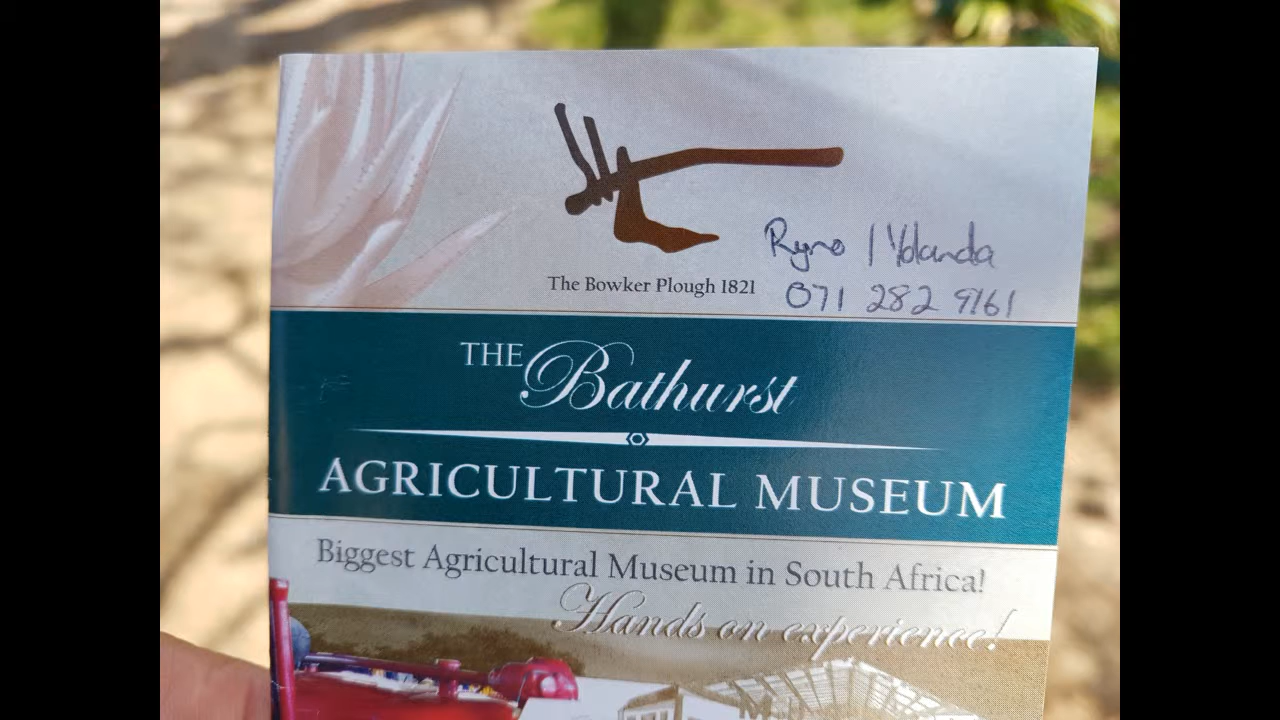 Ryno / Yolanda
The Bowker Plough 1821
071 282 9161
THE Bathurst
AGRICULTURAL MUSEUM
Biggest Agricultural Museum in South Africa!
Hands on experience!